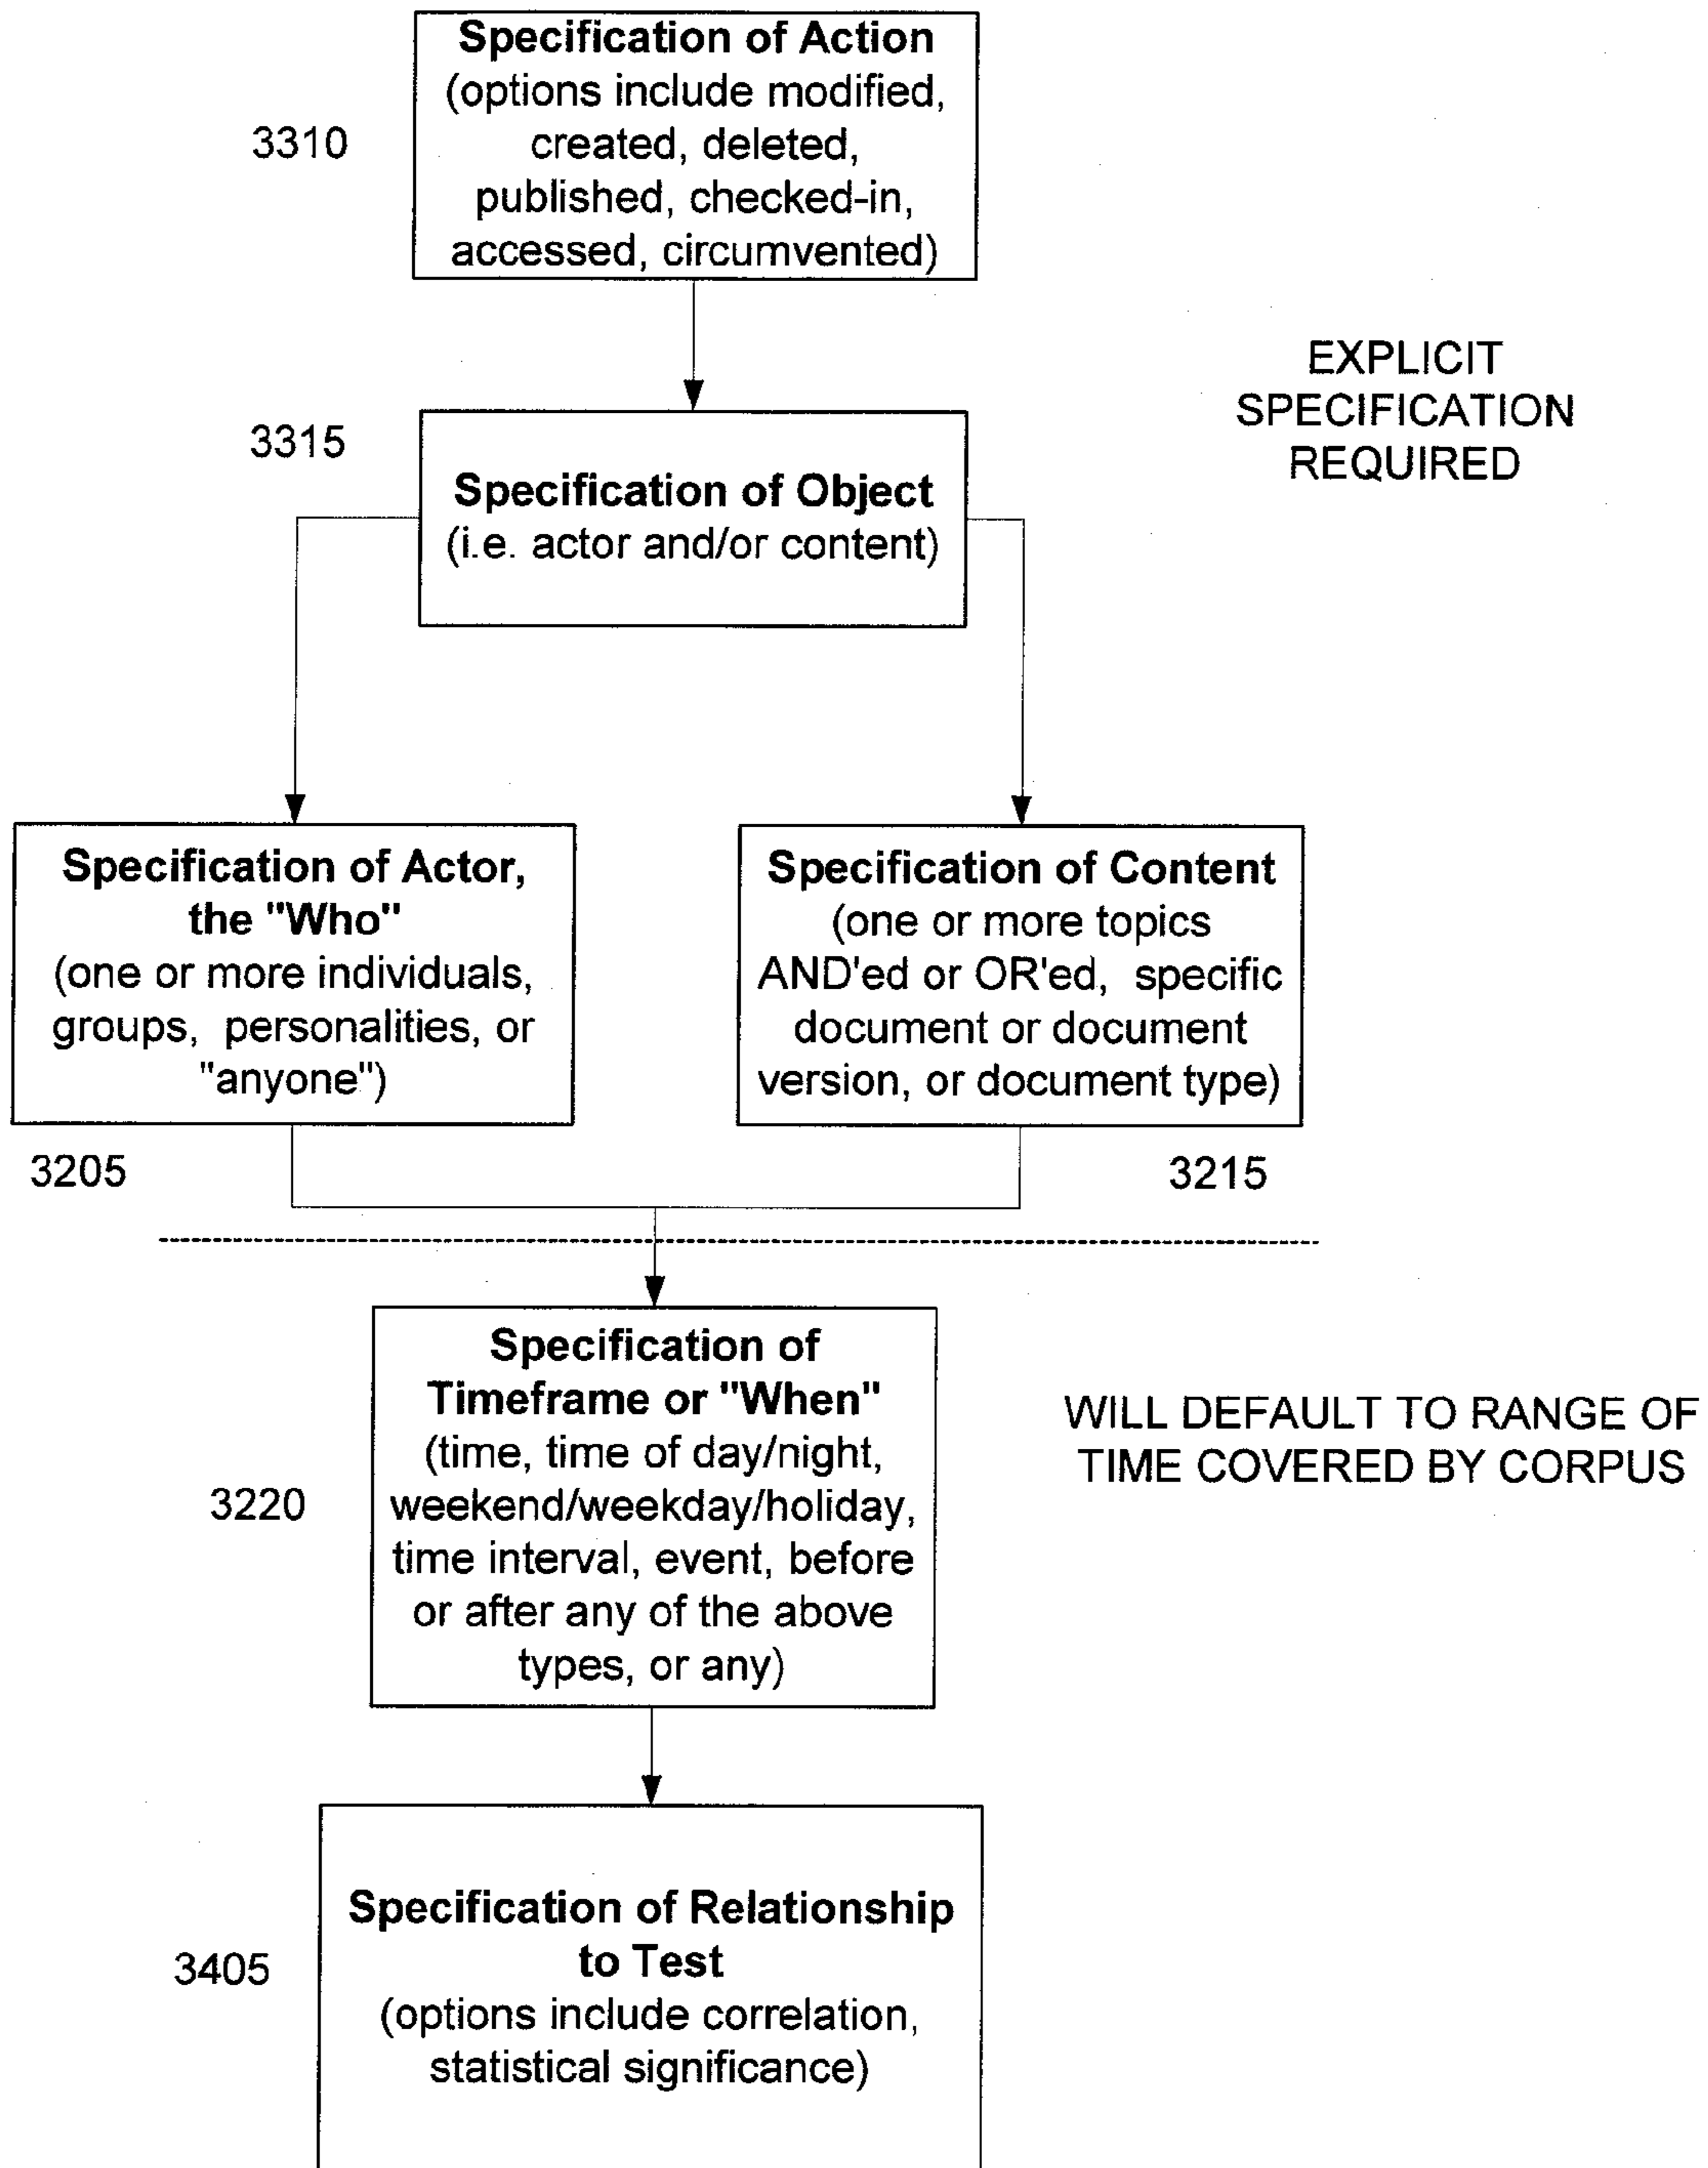 Specification of Action
(options include modified,
created, deleted,
published, checked-in,
accessed, circumvented)
3310
EXPLICIT
SPECIFICATION
REQUIRED
3315
Specification of Object
(i.e. actor and/or content)
Specification of Actor,
the "Who"
(one or more individuals,
groups, personalities, or
"anyone")
3205
Specification of Content
(one or more topics
AND'ed or OR'ed, specific
document or document
version, or document type)
3215
Specification of
Timeframe or "When"
(time, time of day/night,
weekend/weekday/holiday,
time interval, event, before
or after any of the above
types, or any)
3220
WILL DEFAULT TO RANGE OF
TIME COVERED BY CORPUS
Specification of Relationship
to Test
(options include correlation,
statistical significance)
3405